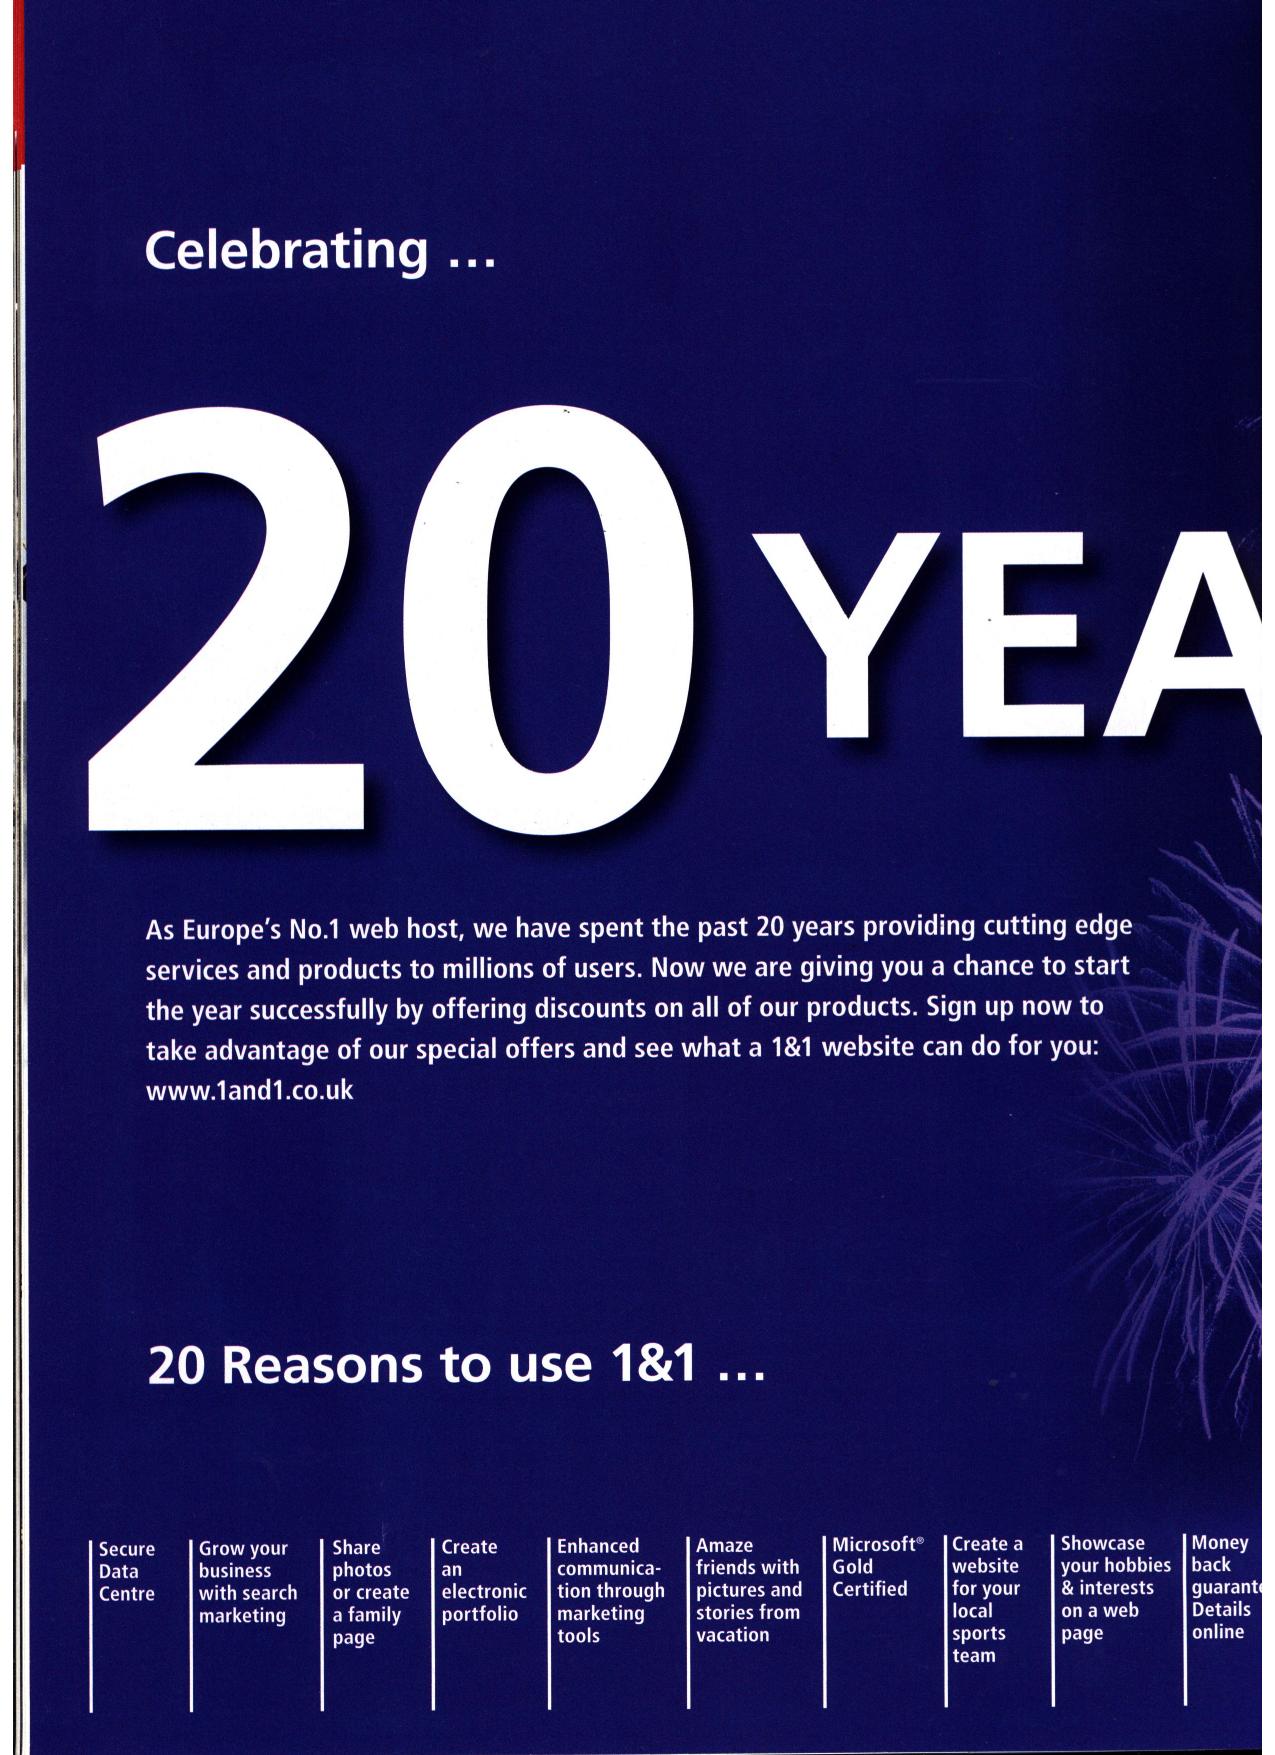 Celebrating ...
20 YEA
As Europe's No.1 web host, we have spent the past 20 years providing cutting edge
services and products to millions of users. Now we are giving you a chance to start
the year successfully by offering discounts on all of our products. Sign up now to
take advantage of our special offers and see what a 1&1 website can do for you:
www.1and1.co.uk
20 Reasons to use 1&1 ...
Secure
Data
Centre
Grow your
business
with search
marketing
Share
photos
or create
a family
page
Create
an
electronic
portfolio
Enhanced
communica-
tion through
marketing
tools
Amaze
friends with
pictures and
stories from
vacation
Microsoft®
Gold
Certified
Create a
website
for your
local
sports
team
Showcase
your hobbies
& interests
on a web
page
Money
back
guarante
Details
online